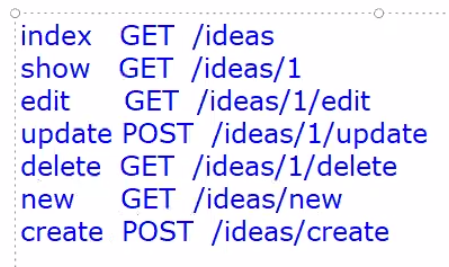 index GET /ideas
show GET /ideas/1
edit GET /ideas/1/edit
update POST /ideas/1/update
delete GET /ideas/1/delete
new GET /ideas/new
create POST /ideas/create